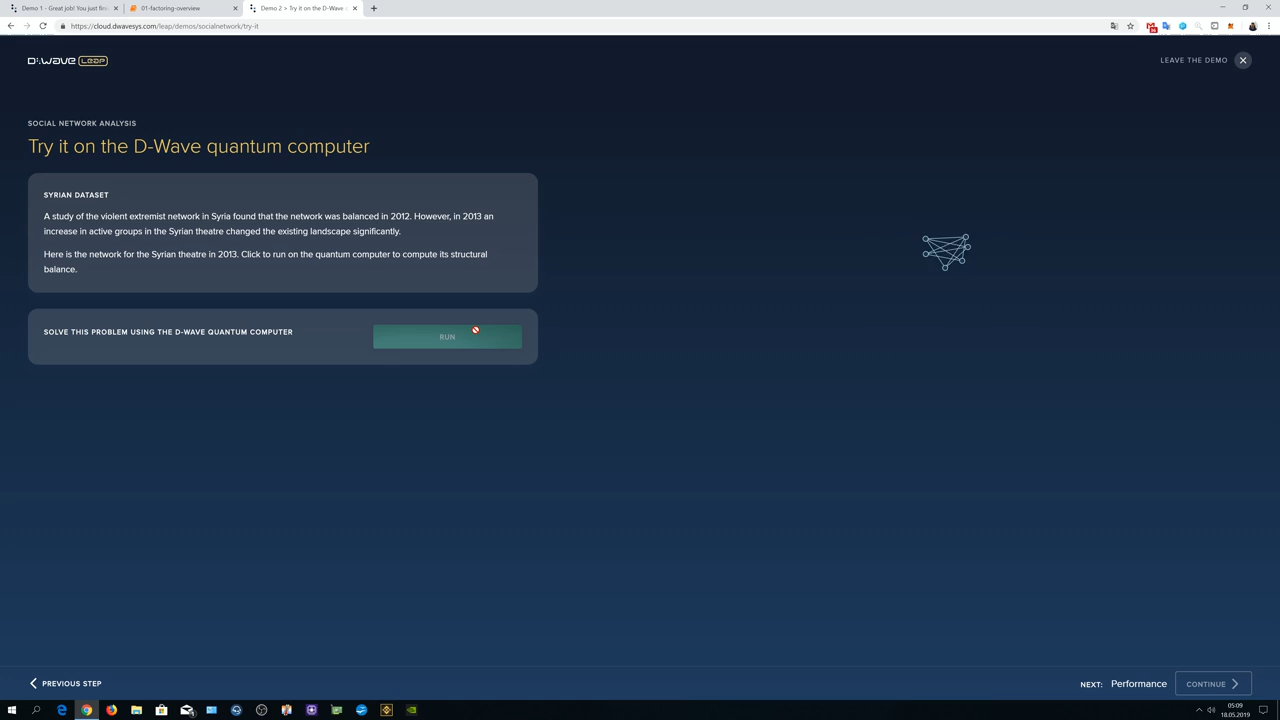 Demo 1 - Great job! You just fini
01-factoring-overview
Demo 2 > Try it on the D-Wave
https://cloud.dwavesys.com/leap/demos/socialnetwork/try-it
D:wave LEAP
LEAVE THE DEMO
SOCIAL NETWORK ANALYSIS
Try it on the D-Wave quantum computer
SYRIAN DATASET
A study of the violent extremist network in Syria found that the network was balanced in 2012. However, in 2013 an
increase in active groups in the Syrian theatre changed the existing landscape significantly.
Here is the network for the Syrian theatre in 2013. Click to run on the quantum computer to compute its structural
balance.
SOLVE THIS PROBLEM USING THE D-WAVE QUANTUM COMPUTER
RUN
PREVIOUS STEP
NEXT: Performance
CONTINUE
05:09
18.05.2019